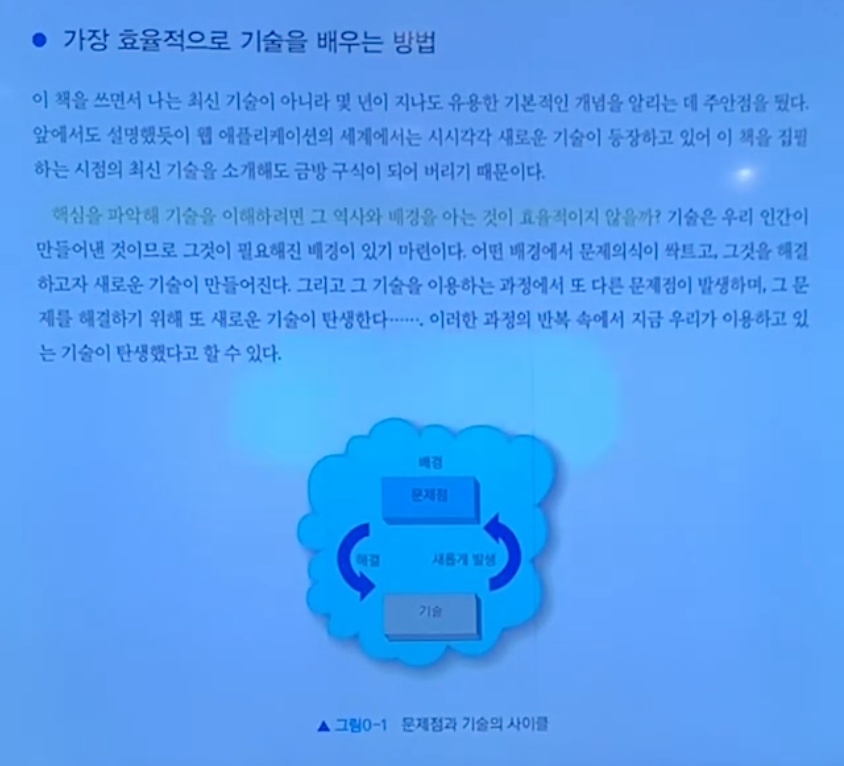 ● 가장 효율적으로 기술을 배우는 방법
이 책을 쓰면서 나는 최신 기술이 아니라 몇 년이 지나도 유용한 기본적인 개념을 알리는 데 주안점을 뒀다.
앞에서도 설명했듯이 웹 애플리케이션의 세계에서는 시시각각 새로운 기술이 등장하고 있어 이 책을 집필
하는 시점의 최신 기술을 소개해도 금방 구식이 되어 버리기 때문이다.
핵심을 파악해 기술을 이해하려면 그 역사와 배경을 아는 것이 효율적이지 않을까? 기술은 우리 인간이
만들어낸 것이므로 그것이 필요해진 배경이 있기 마련이다. 어떤 배경에서 문제의식이 싹트고, 그것을 해결
하고자 새로운 기술이 만들어진다. 그리고 그 기술을 이용하는 과정에서 또 다른 문제점이 발생하며, 그 문
제를 해결하기 위해 또 새로운 기술이 탄생한다……. 이러한 과정의 반복 속에서 지금 우리가 이용하고 있
는 기술이 탄생했다고 할 수 있다.
배경
문제점
해결 새롭게 발생
기술
▲ 그림0-1 문제점과 기술의 사이클